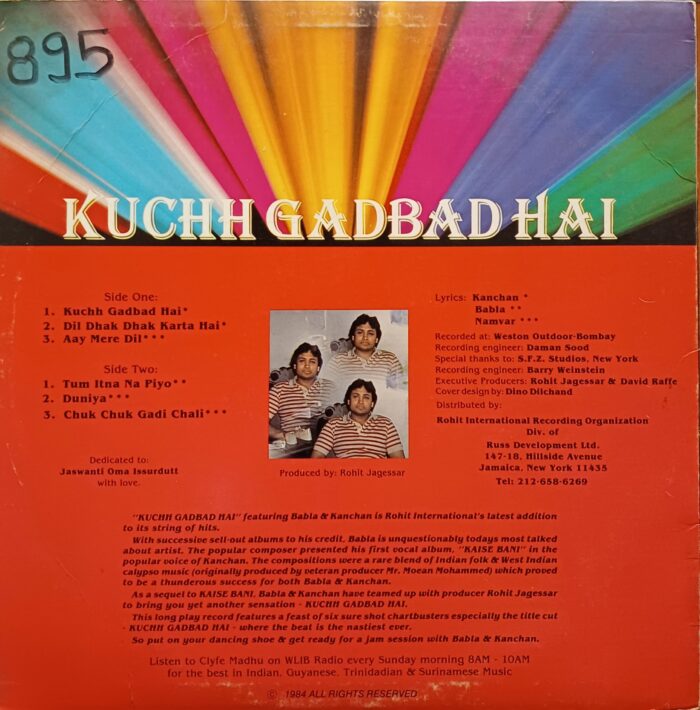 895
KUCHH GADBAD HAI
Side One:
1. Kuchh Gadbad Hai*
2. Dil Dhak Dhak Karta Hai*
3. Aay Mere Dil***
Side Two:
1. Tum Itna Na Piyo**
2. Duniya***
3. Chuk Chuk Gadi Chali***
Dedicated to:
Jaswanti Oma Issurdutt
with love.
Produced by: Rohit Jagessar
Lyrics: Kanchan *
Babla **
Namvar ***
Recorded at: Weston Outdoor-Bombay
Recording engineer: Daman Sood
Special thanks to: S.F.Z. Studios, New York
Recording engineer: Barry Weinstein
Executive Producers: Rohit Jagessar & David Raffe
Cover design by: Dino Dilchand
Distributed by:
Rohit International Recording Organization
Div. of
Russ Development Ltd.
147-18, Hillside Avenue
Jamaica, New York 11435
Tel: 212-658-6269
"KUCHH GADBAD HAI" featuring Babla & Kanchan is Rohit International's latest addition
to its string of hits.
With successive sell-out albums to his credit, Babla is unquestionably todays most talked
about artist. The popular composer presented his first vocal album, "KAISE BANI" in the
popular voice of Kanchan. The compositions were a rare blend of Indian folk & West Indian
calypso music (originally produced by veteran producer Mr. Moean Mohammed) which proved
to be a thunderous success for both Babla & Kanchan.
As a sequel to KAISE BANI, Babla & Kanchan have teamed up with producer Rohit Jagessar
to bring you yet another sensation - KUCHH GADBAD HAI.
This long play record features a feast of six sure shot chartbusters especially the title cut
- KUCHH GADBAD HAI - where the beat is the nastiest ever.
So put on your dancing shoe & get ready for a jam session with Babla & Kanchan.
Listen to Clyfe Madhu on WLIB Radio every Sunday morning 8AM - 10AM
for the best in Indian, Guyanese, Trinidadian & Surinamese Music
© 1984 ALL RIGHTS RESERVED